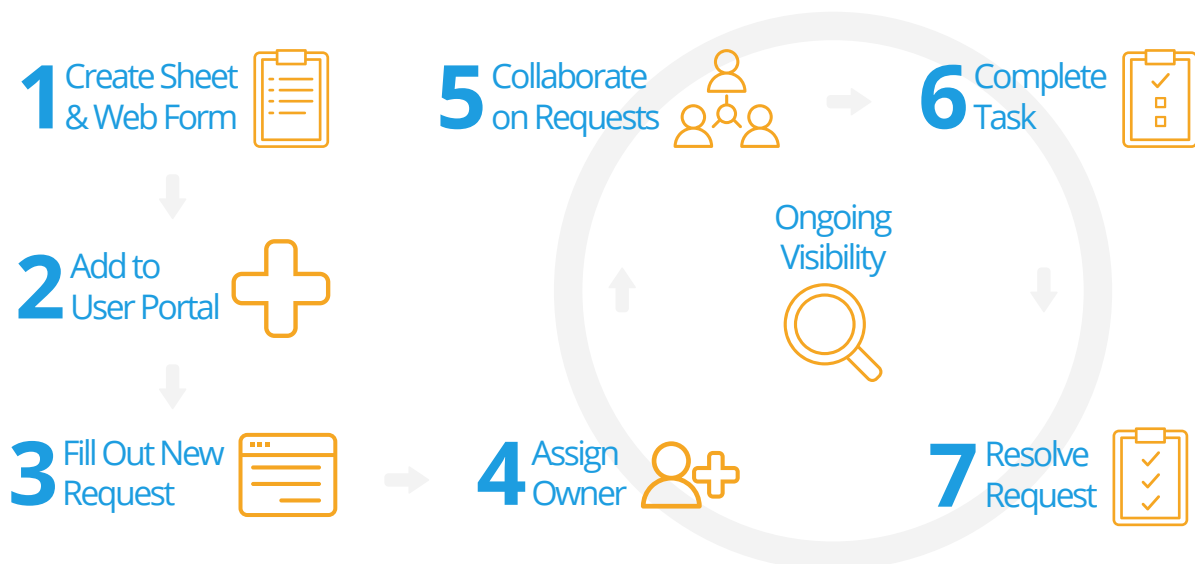 1 Create Sheet
& Web Form
2 Add to
User Portal
3 Fill Out New
Request
4 Assign
Owner
5 Collaborate
on Requests
6 Complete
Task
7 Resolve
Request
Ongoing
Visibility